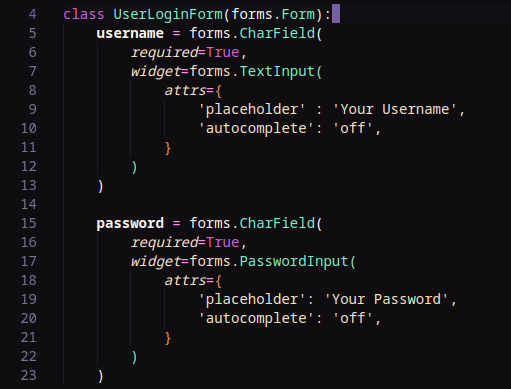 4 class UserLoginForm(forms.Form):
5     username = forms.CharField(
6         required=True,
7         widget=forms.TextInput(
8             attrs={
9                 'placeholder' : 'Your Username',
10                 'autocomplete': 'off',
11             }
12         )
13     )
14
15     password = forms.CharField(
16         required=True,
17         widget=forms.PasswordInput(
18             attrs={
19                 'placeholder': 'Your Password',
20                 'autocomplete': 'off',
21             }
22         )
23     )